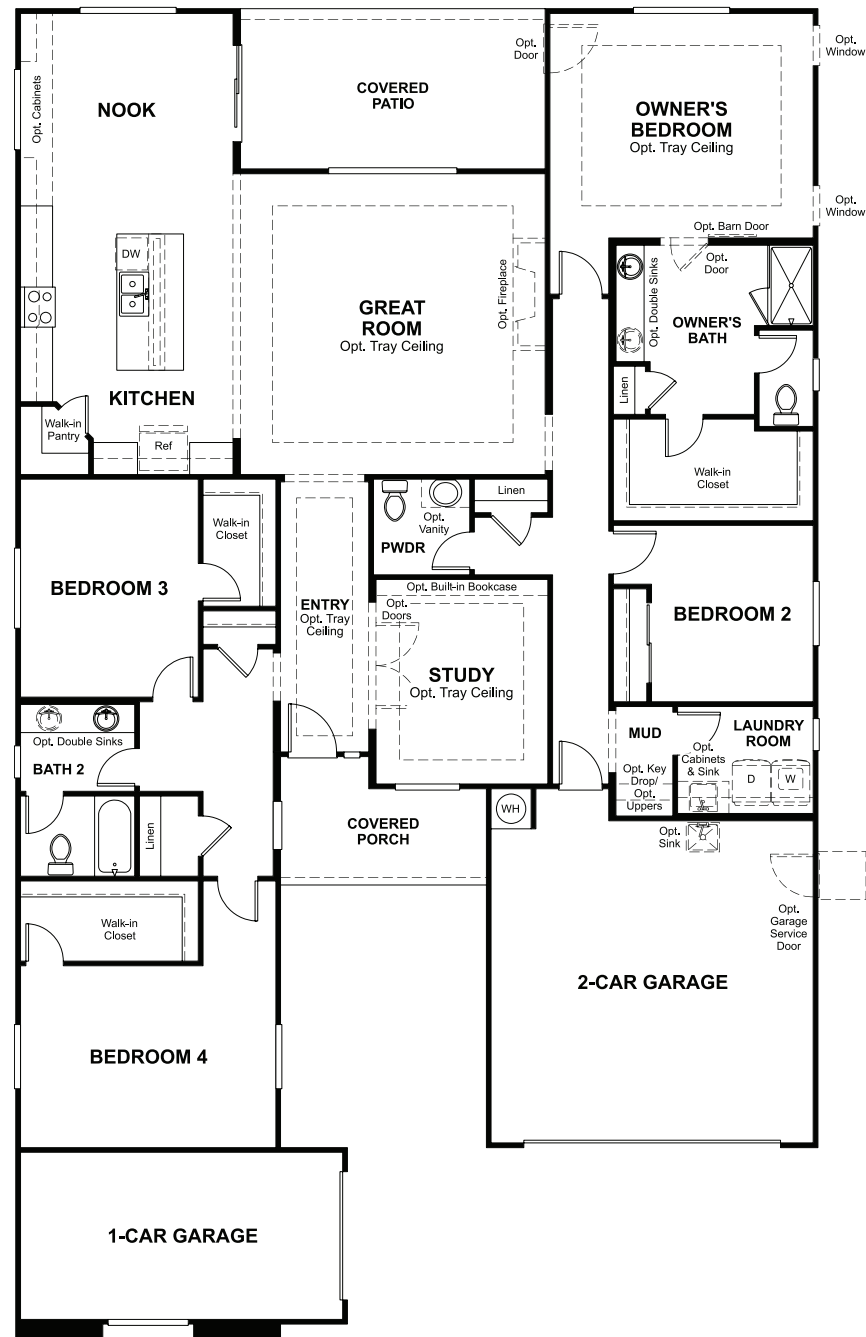 Opt. Cabinets
NOOK
COVERED
PATIO
Opt.
Door
OWNER'S
BEDROOM
Opt. Tray Ceiling
Opt.
Window
Opt.
Window
Opt. Barn Door
DW
GREAT
ROOM
Opt. Tray Ceiling
Opt. Fireplace
Opt. Double Sinks
Opt.
Door
OWNER'S
BATH
Linen
KITCHEN
Walk-in
Pantry
Ref
Walk-in
Closet
Walk-in
Closet
Linen
Opt.
Vanity
PWDR
BEDROOM 3
ENTRY
Opt. Tray
Ceiling
Opt. Built-in Bookcase
Opt.
Doors
STUDY
Opt. Tray Ceiling
BEDROOM 2
Opt. Double Sinks
BATH 2
Linen
COVERED
PORCH
MUD
Opt. Key
Drop/
Opt.
Uppers
LAUNDRY
ROOM
Opt.
Cabinets
& Sink
D
W
WH
Opt.
Sink
Opt.
Garage
Service
Door
Walk-in
Closet
2-CAR GARAGE
BEDROOM 4
1-CAR GARAGE